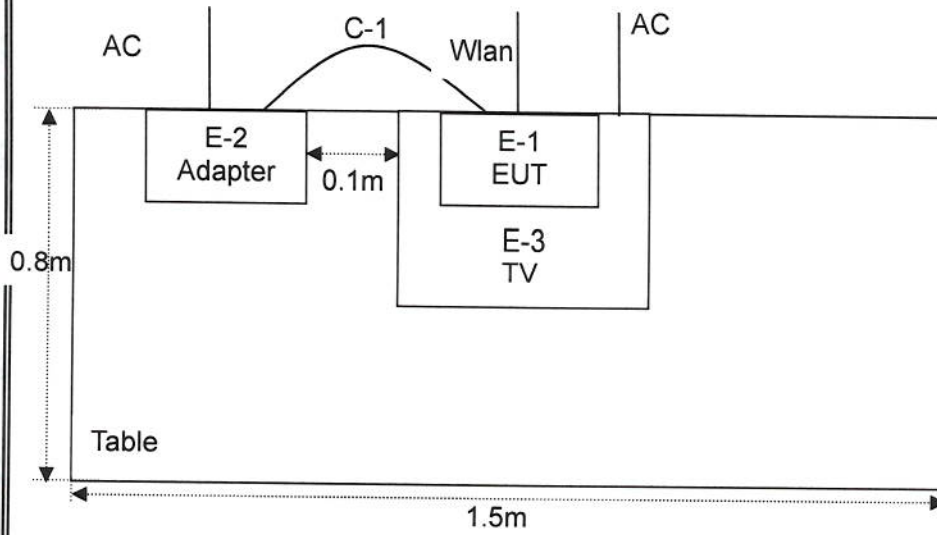 AC
C-1
Wlan
AC
E-2
Adapter
0.1m
E-1
EUT
E-3
TV
0.8m
Table
1.5m